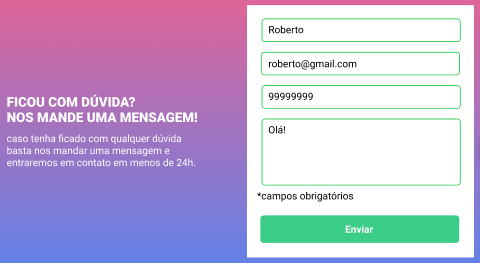 FICOU COM DÚVIDA?
NOS MANDE UMA MENSAGEM!
caso tenha ficado com qualquer dúvida
basta nos mandar uma mensagem e
entraremos em contato em menos de 24h.
Roberto
roberto@gmail.com
99999999
Olá!
*campos obrigatórios
Enviar